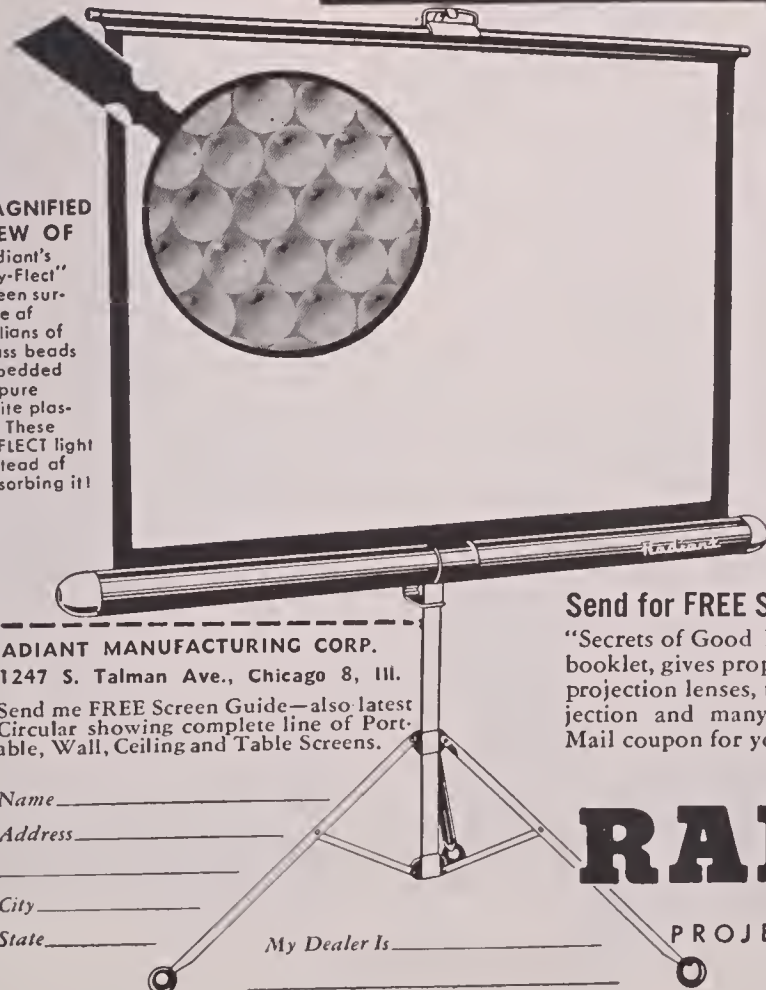 AGNIFIED
EW OF
diant's
y-Flect"
een sur-
e af
lians of
ss beads
bedded
pure
ite plas-
These
FLECT light
tead af
sorbing it!
Radiant
ADIANT MANUFACTURING CORP.
1247 S. Talman Ave., Chicago 8, Ill.
Send me FREE Screen Guide—also latest
Circular showing complete line of Port-
able, Wall, Ceiling and Table Screens.
Name
Address
City
State
My Dealer Is
Send for FREE S
"Secrets of Good
booklet, gives prop
projection lenses,
jection and many
Mail coupon for yo
RA
PROJE